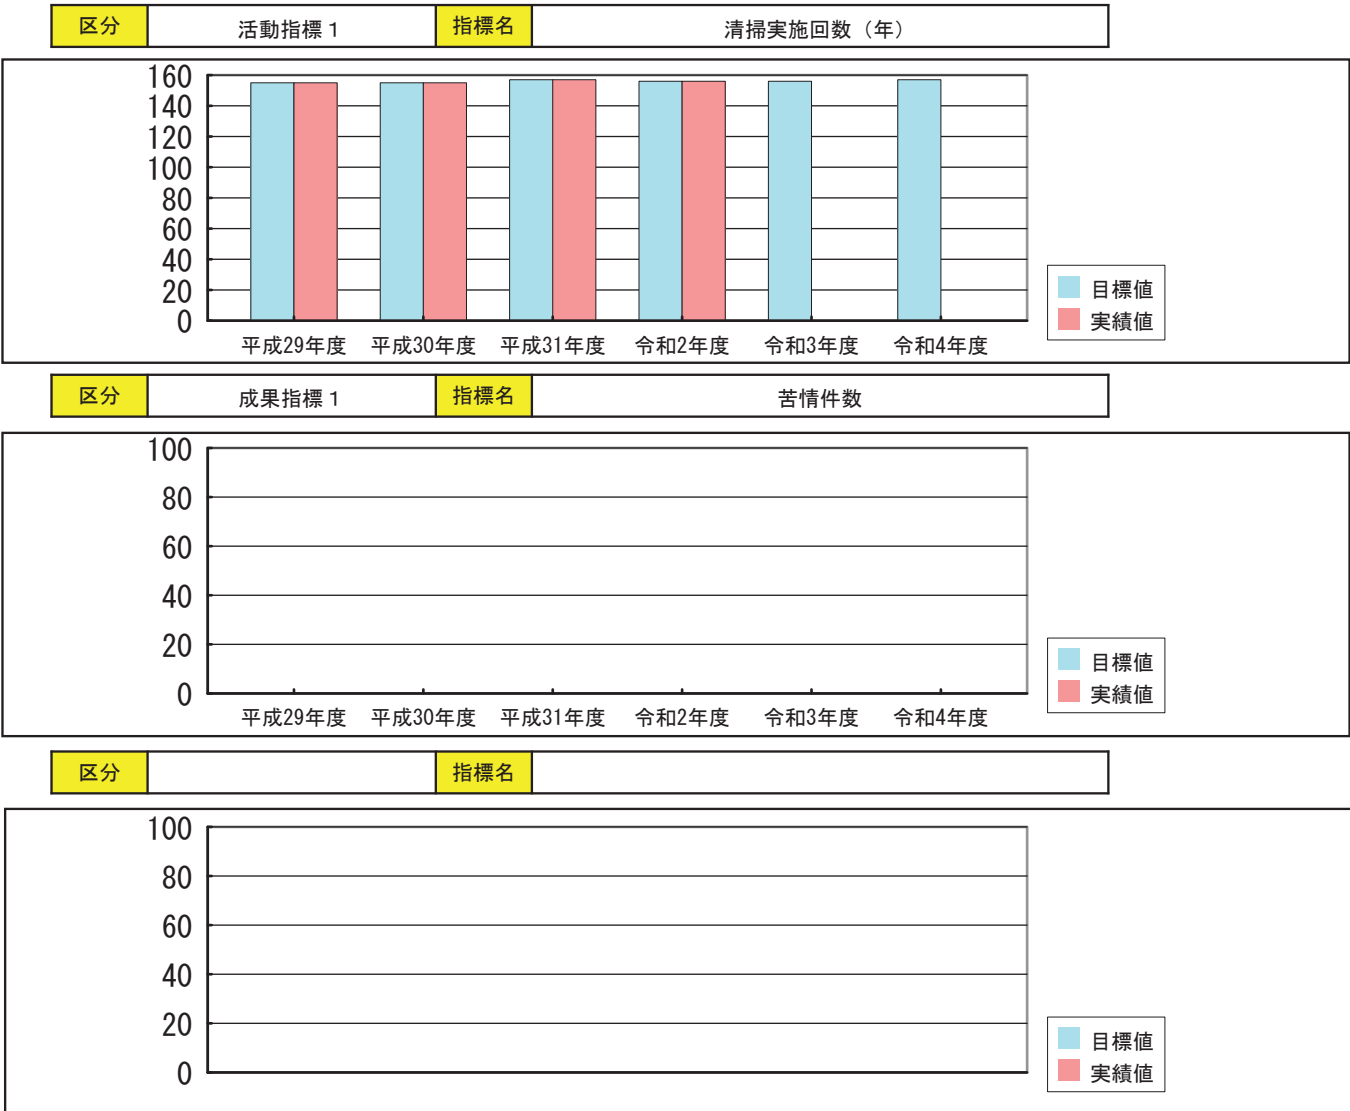 区分 活動指標１ 指標名 清掃実施回数（年）
160
140
120
100
80
60
40
20
0
平成29年度 平成30年度 平成31年度 令和2年度 令和3年度 令和4年度
目標値
実績値
区分 成果指標１ 指標名 苦情件数
100
80
60
40
20
0
平成29年度 平成30年度 平成31年度 令和2年度 令和3年度 令和4年度
目標値
実績値
区分 指標名
100
80
60
40
20
0
目標値
実績値